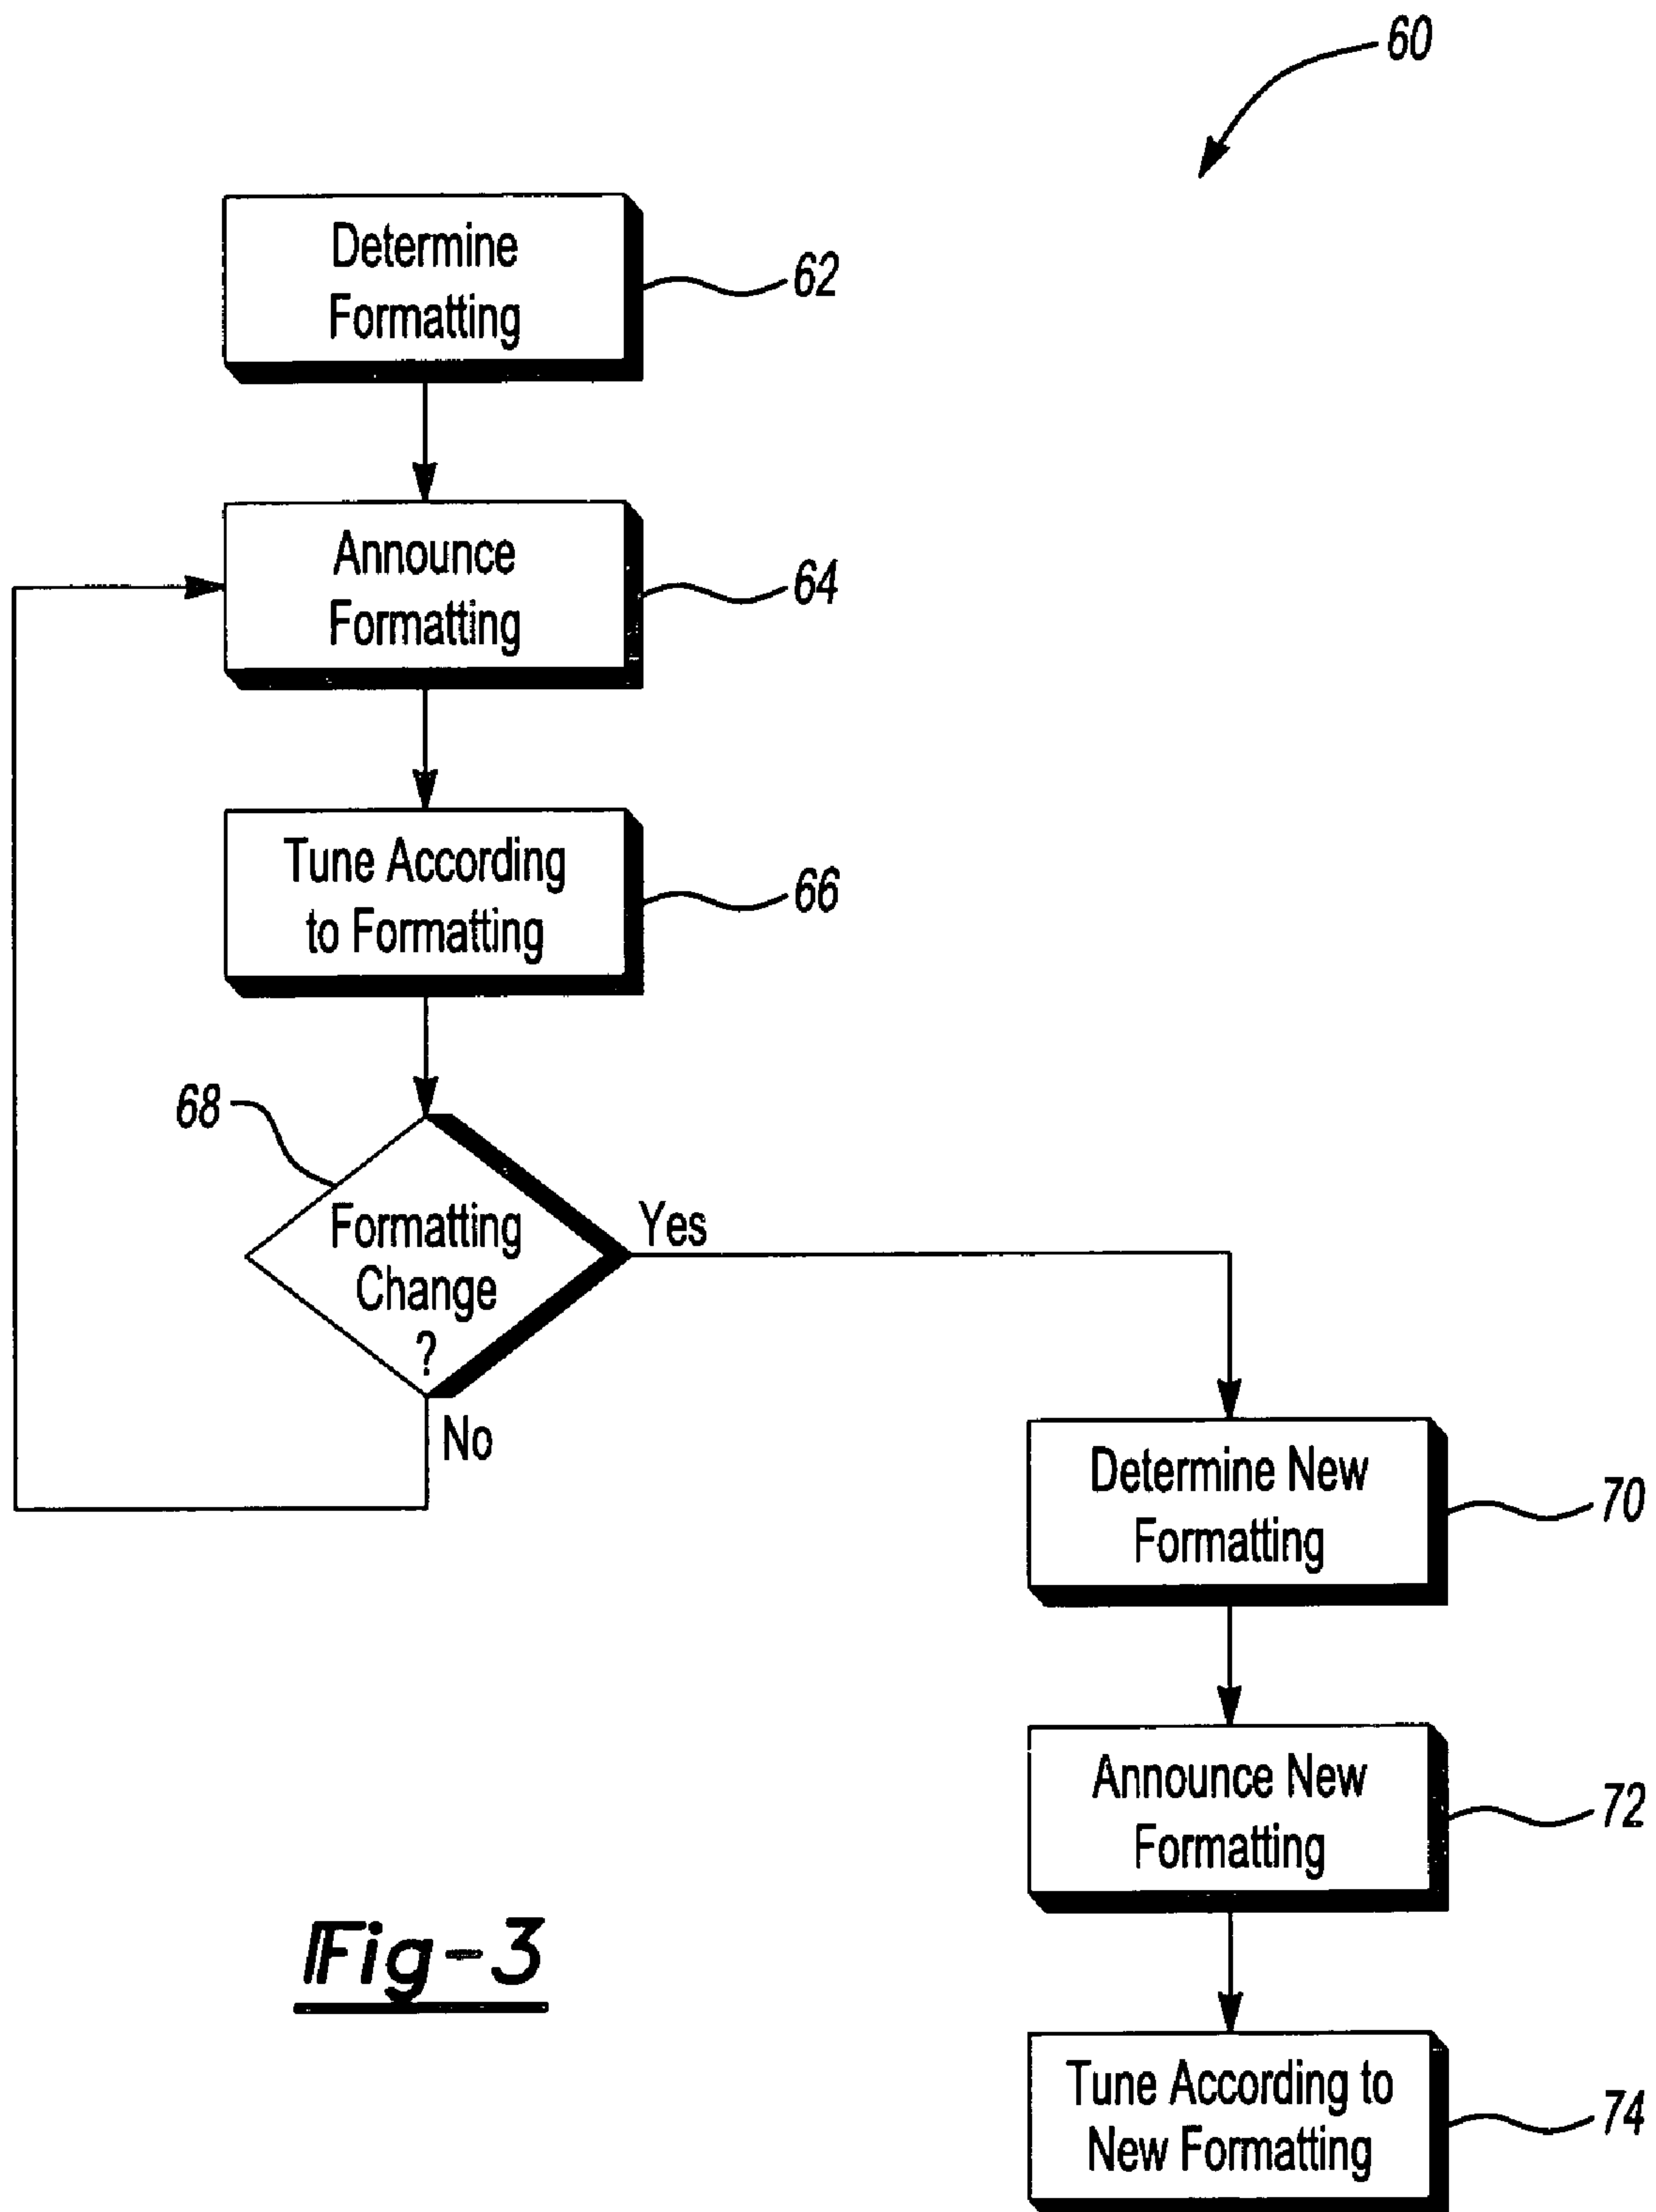 60
Determine
Formatting
62
Announce
Formatting
64
Tune According
to Formatting
66
68
Formatting
Change
?
Yes
No
Determine New
Formatting
70
Announce New
Formatting
72
Tune According to
New Formatting
74
Fig-3